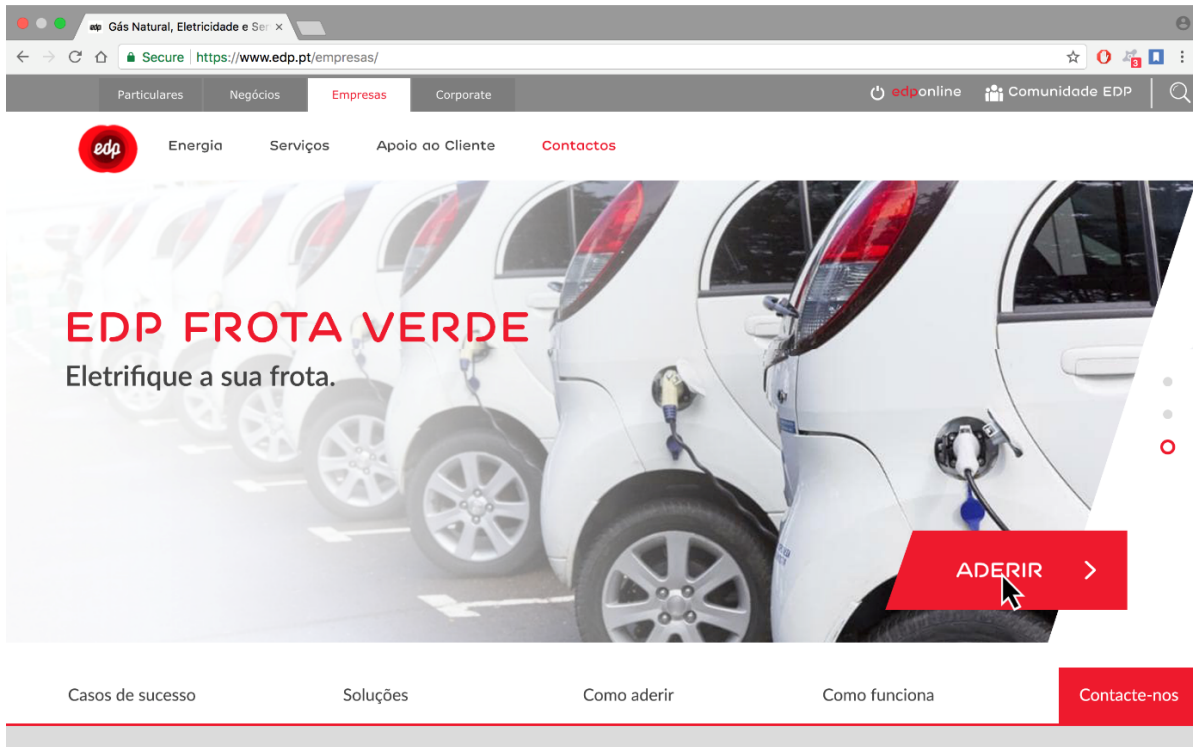 edp Gás Natural, Eletricidade e Ser
Secure https://www.edp.pt/empresas/
3
Particulares Negócios Empresas Corporate edponline Comunidade EDP
edp Energia Serviços Apoio ao Cliente Contactos
EDP FROTA VERDE
Eletrifique a sua frota.
ADERIR
Casos de sucesso Soluções Como aderir Como funciona Contacte-nos